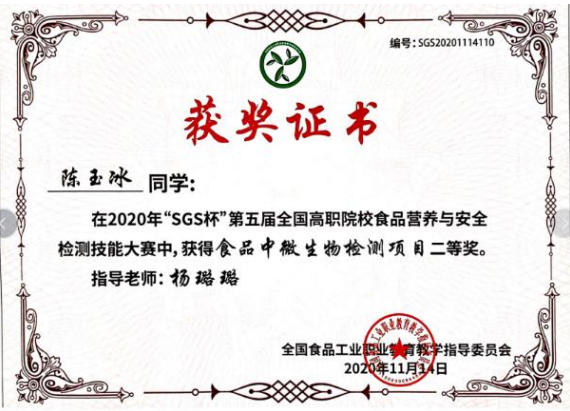 编号：SGS20201114110
获奖证书
陈玉冰 同学：
在2020年“SGS杯”第五届全国高职院校食品营养与安全
检测技能大赛中，获得食品中微生物检测项目二等奖。
指导老师：杨璐璐
全国食品工业职业教育教学指导委员会
2020年11月14日